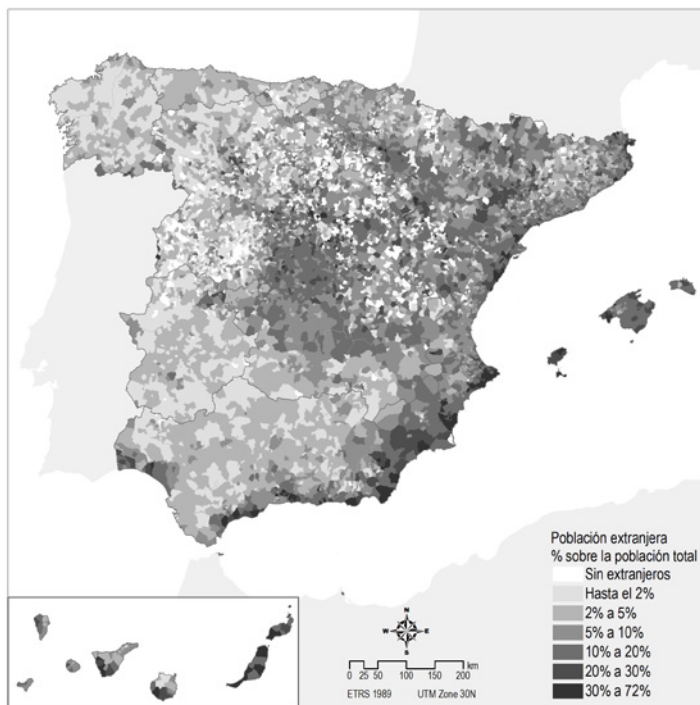 Población extranjera
% sobre la población total
Sin extranjeros
Hasta el 2%
2% a 5%
5% a 10%
10% a 20%
20% a 30%
30% a 72%
N
W E
S
km
0 25 50 100 150 200
ETRS 1989 UTM Zone 30N